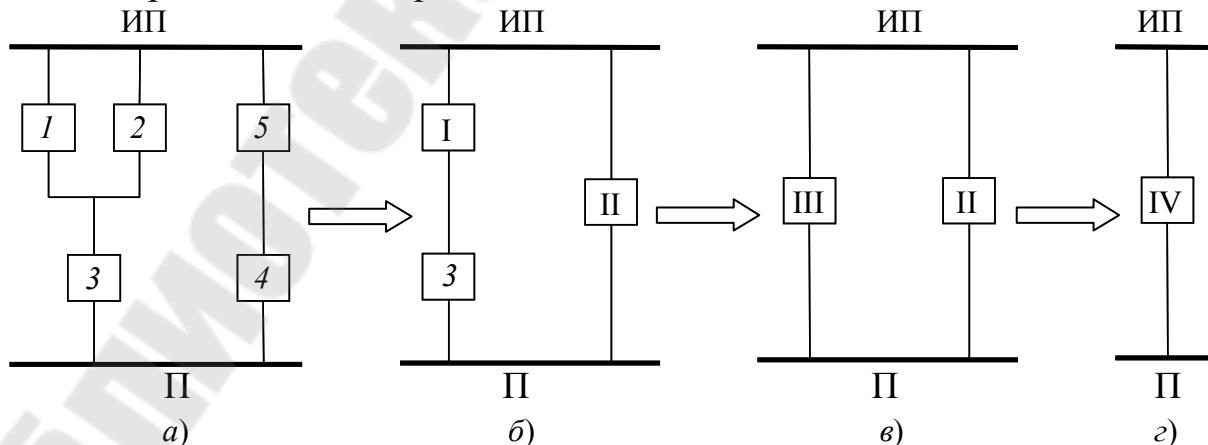 ИП ИП ИП ИП
1 2 5 I
II III II IV
3 4 3
П П П П
а) б) в) г)